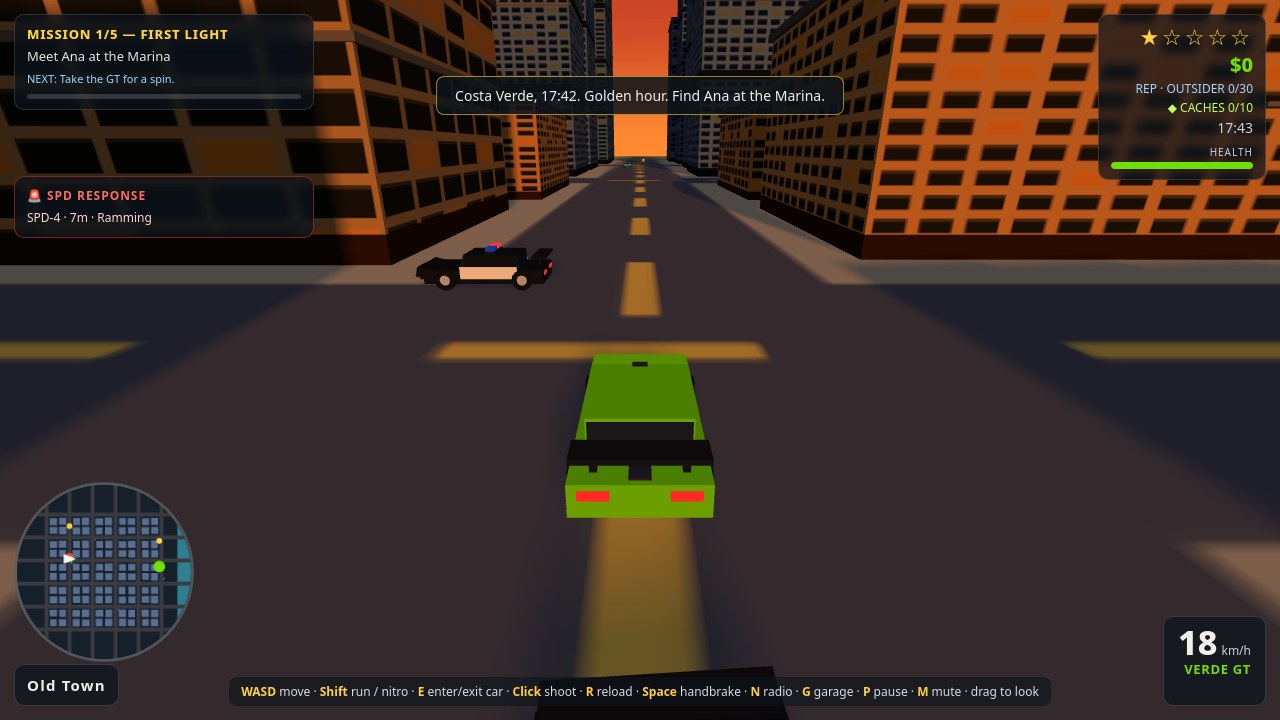 MISSION 1/5 — FIRST LIGHT
Meet Ana at the Marina
NEXT: Take the GT for a spin.
Costa Verde, 17:42. Golden hour. Find Ana at the Marina.
★☆☆☆☆
$0
REP · OUTSIDER 0/30
◆ CACHES 0/10
17:43
HEALTH
🚨 SPD RESPONSE
SPD-4 · 7m · Ramming
Old Town
WASD move · Shift run / nitro · E enter/exit car · Click shoot · R reload · Space handbrake · N radio · G garage · P pause · M mute · drag to look
18 km/h
VERDE GT